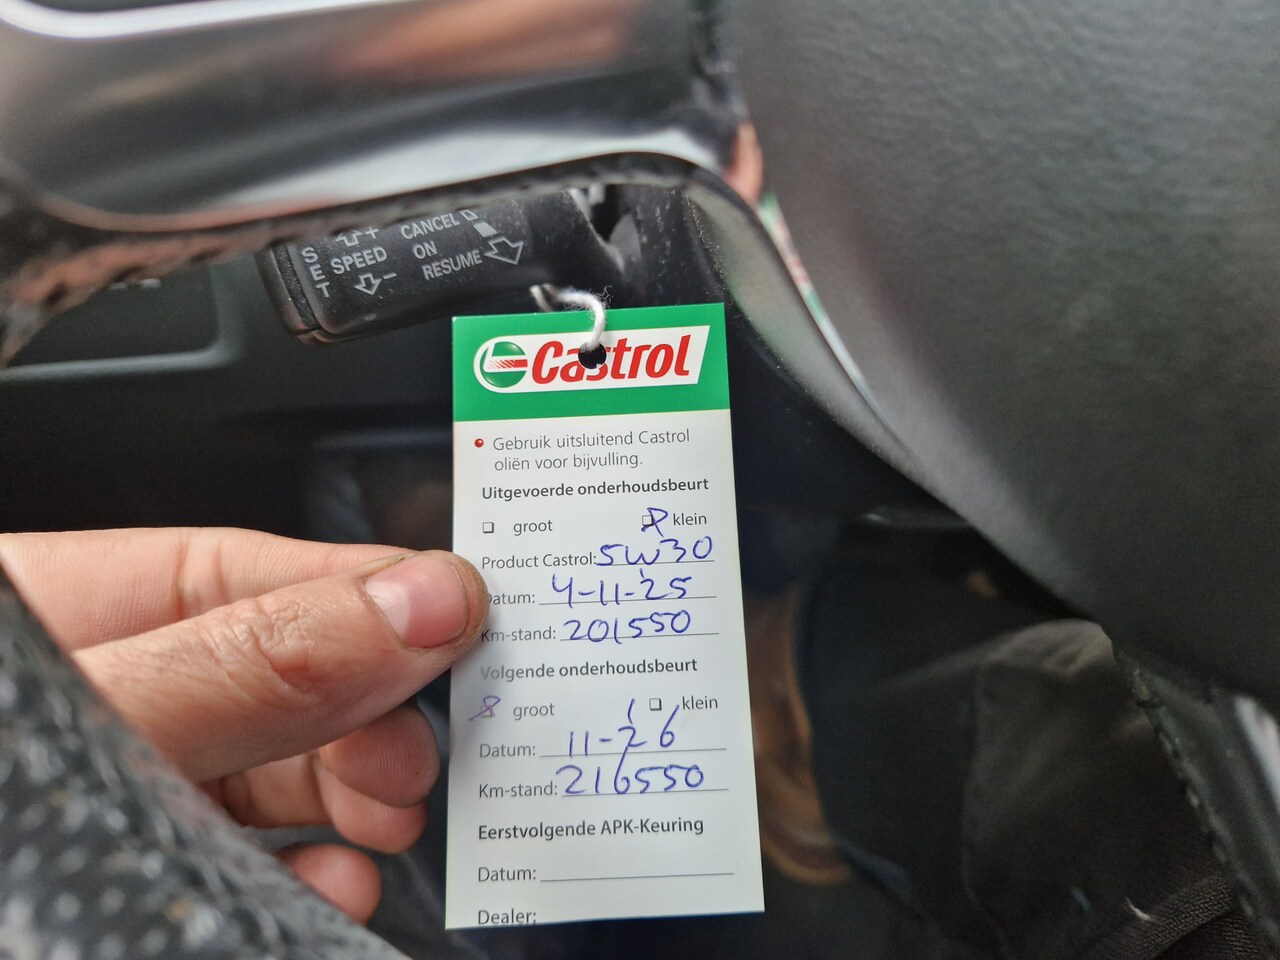 SET
+
SPEED
-
CANCEL
ON
RESUME
Castrol
Gebruik uitsluitend Castrol
oliën voor bijvulling.
Uitgevoerde onderhoudsbeurt
groot klein
Product Castrol: 5W30
Datum: 4-11-25
Km-stand: 201550
Volgende onderhoudsbeurt
groot klein
Datum: 11-26
Km-stand: 216550
Eerstvolgende APK-Keuring
Datum:
Dealer: